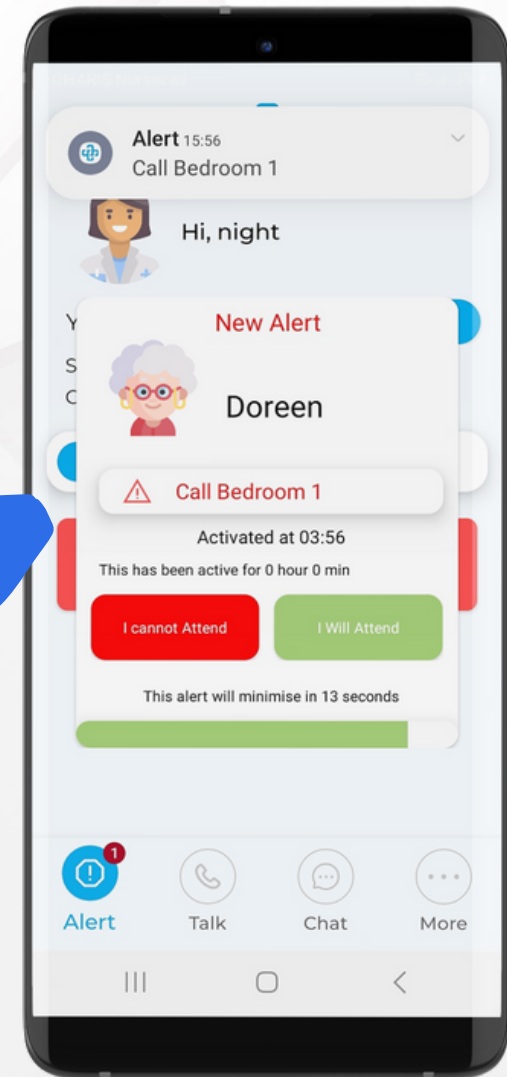 Alert 15:56
Call Bedroom 1
Hi, night
New Alert
Doreen
Call Bedroom 1
Activated at 03:56
This has been active for 0 hour 0 min
I cannot Attend
I Will Attend
This alert will minimise in 13 seconds
1
Alert
Talk
Chat
More